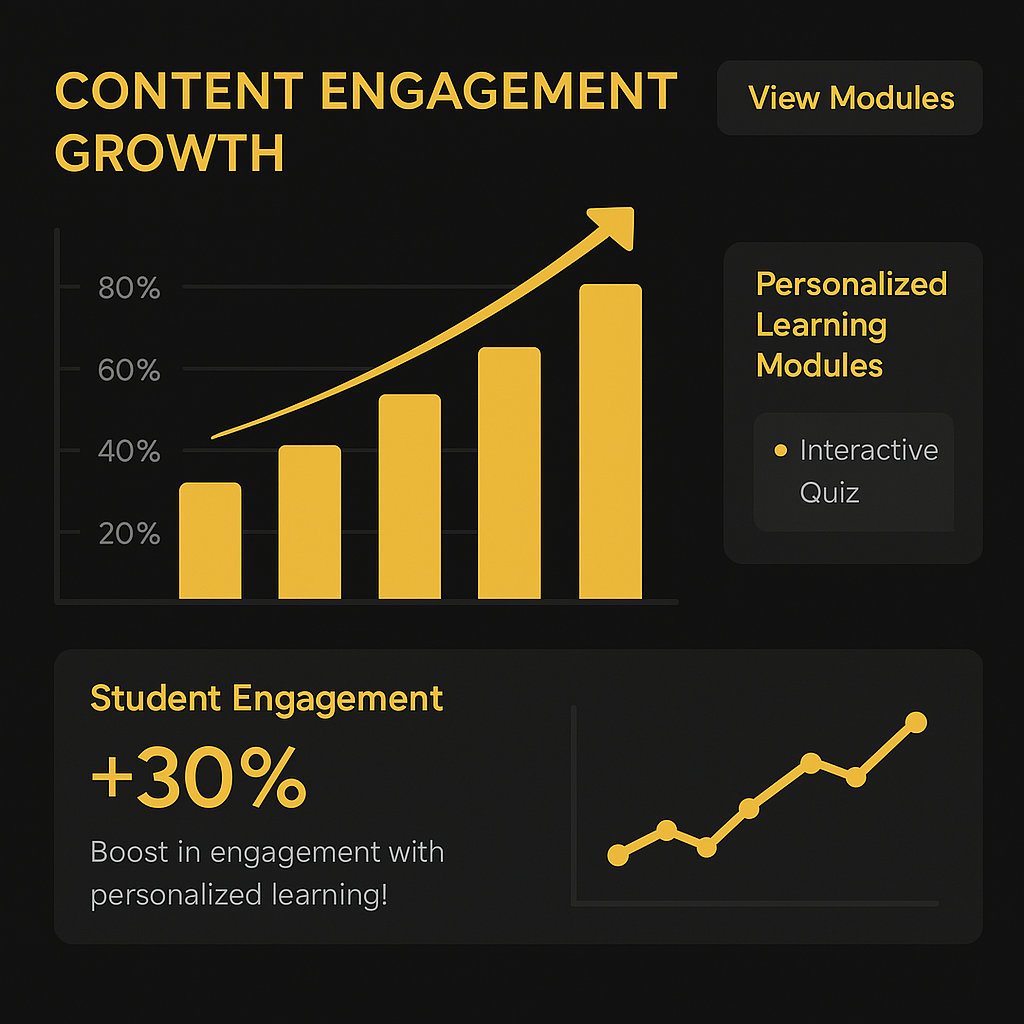 CONTENT ENGAGEMENT
GROWTH
View Modules
80%
60%
40%
20%
Personalized
Learning
Modules
Interactive
Quiz
Student Engagement
+30%
Boost in engagement with
personalized learning!